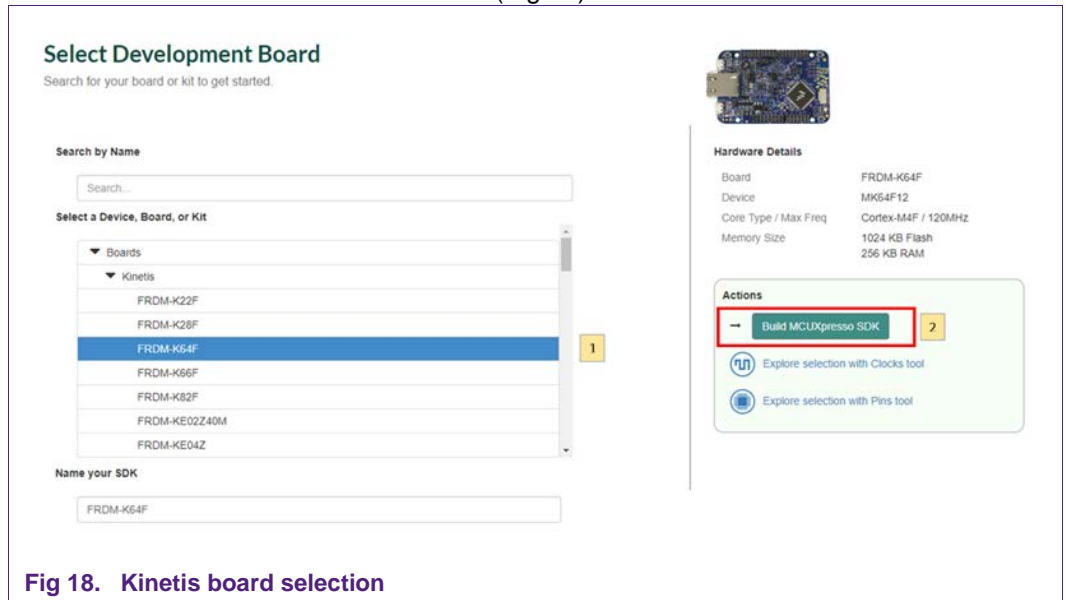 Select Development Board
Search for your board or kit to get started.
Search by Name
Search...
Select a Device, Board, or Kit
Boards
Kinetis
FRDM-K22F
FRDM-K28F
FRDM-K64F
1
FRDM-K66F
FRDM-K82F
FRDM-KE02Z40M
FRDM-KE04Z
Name your SDK
FRDM-K64F
Hardware Details
Board FRDM-K64F
Device MK64F12
Core Type / Max Freq Cortex-M4F / 120MHz
Memory Size 1024 KB Flash
256 KB RAM
Actions
Build MCUXpresso SDK 2
Explore selection with Clocks tool
Explore selection with Pins tool
Fig 18. Kinetis board selection